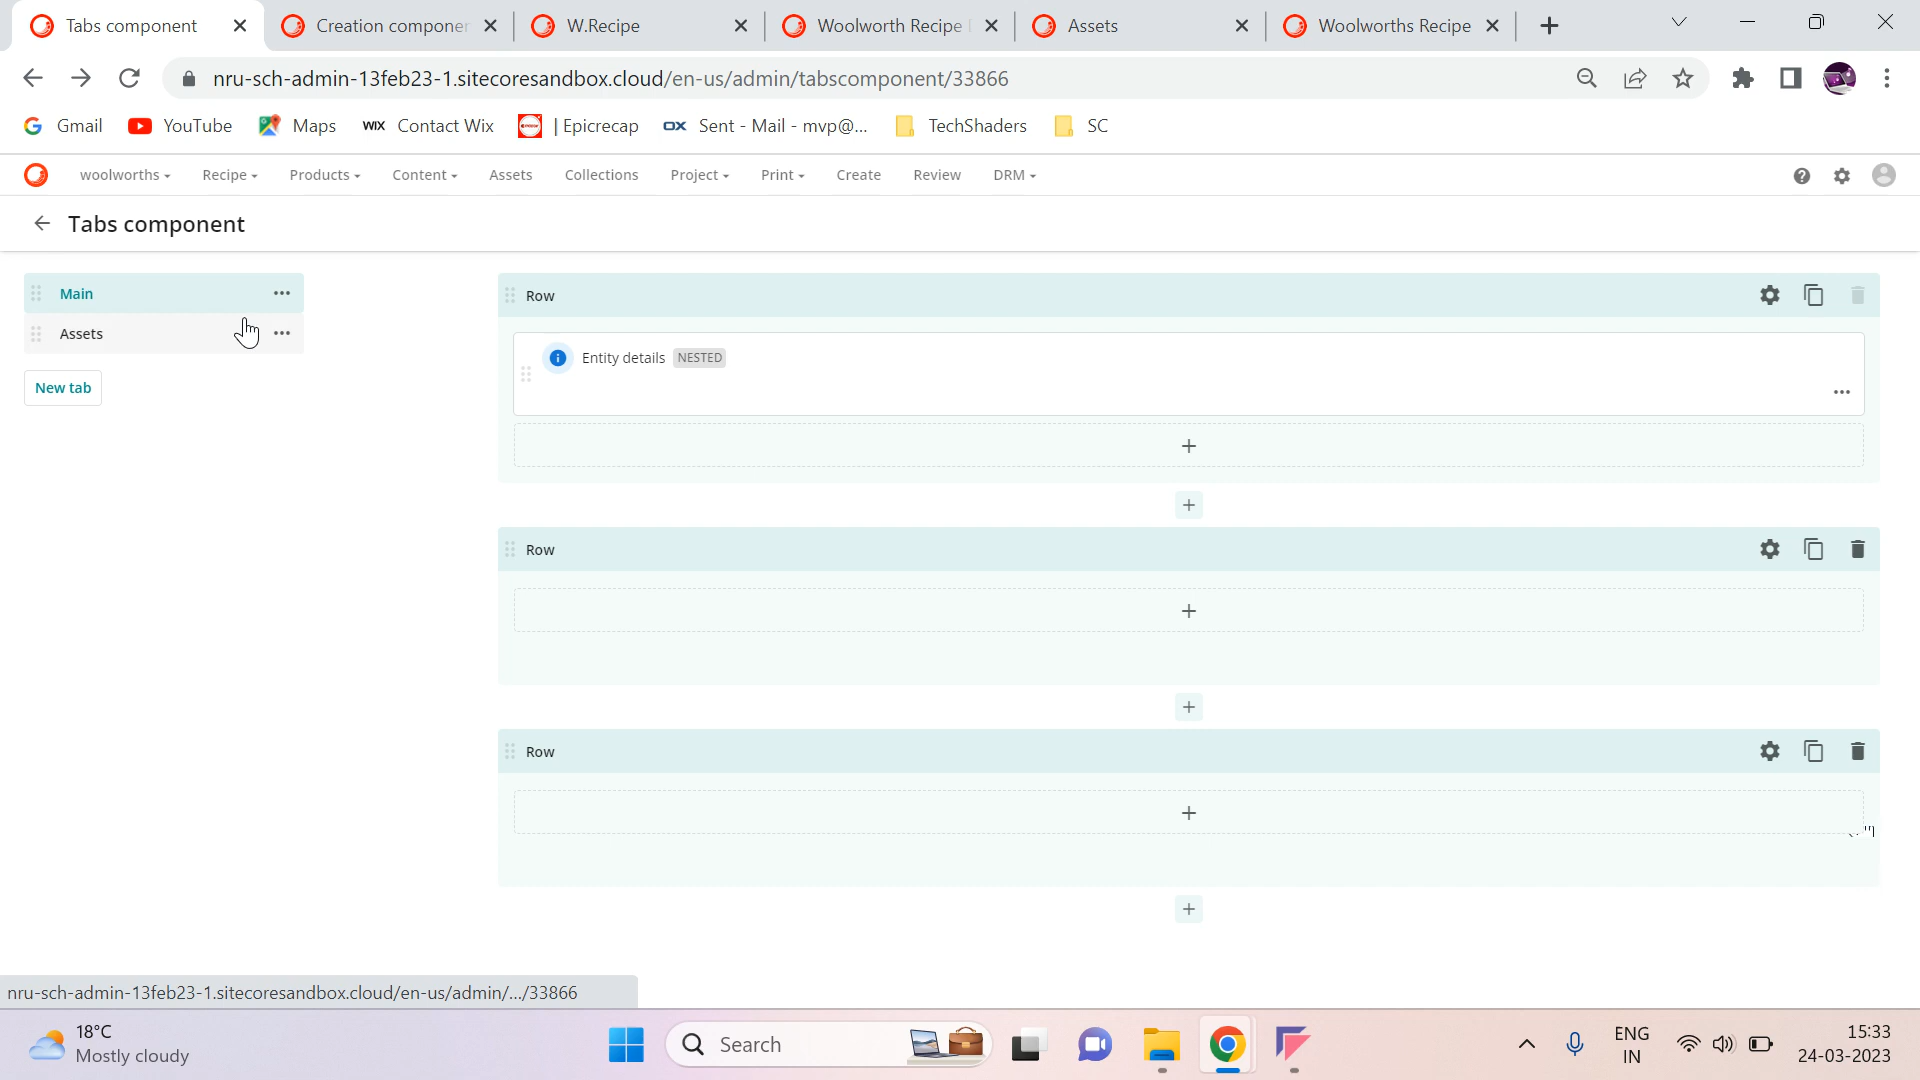 Tabs component
Creation componer
W.Recipe
Woolworth Recipe
Assets
Woolworths Recipe
nru-sch-admin-13feb23-1.sitecoresandbox.cloud/en-us/admin/tabscomponent/33866
Gmail
YouTube
Maps
WIX Contact Wix
| Epicrecap
OX Sent - Mail - mvp@...
TechShaders
SC
woolworths
Recipe
Products
Content
Assets
Collections
Project
Print
Create
Review
DRM
Tabs component
Main
Assets
New tab
Row
Entity details NESTED
Row
Row
nru-sch-admin-13feb23-1.sitecoresandbox.cloud/en-us/admin/.../33866
18°C
Mostly cloudy
Search
ENG
IN
15:33
24-03-2023